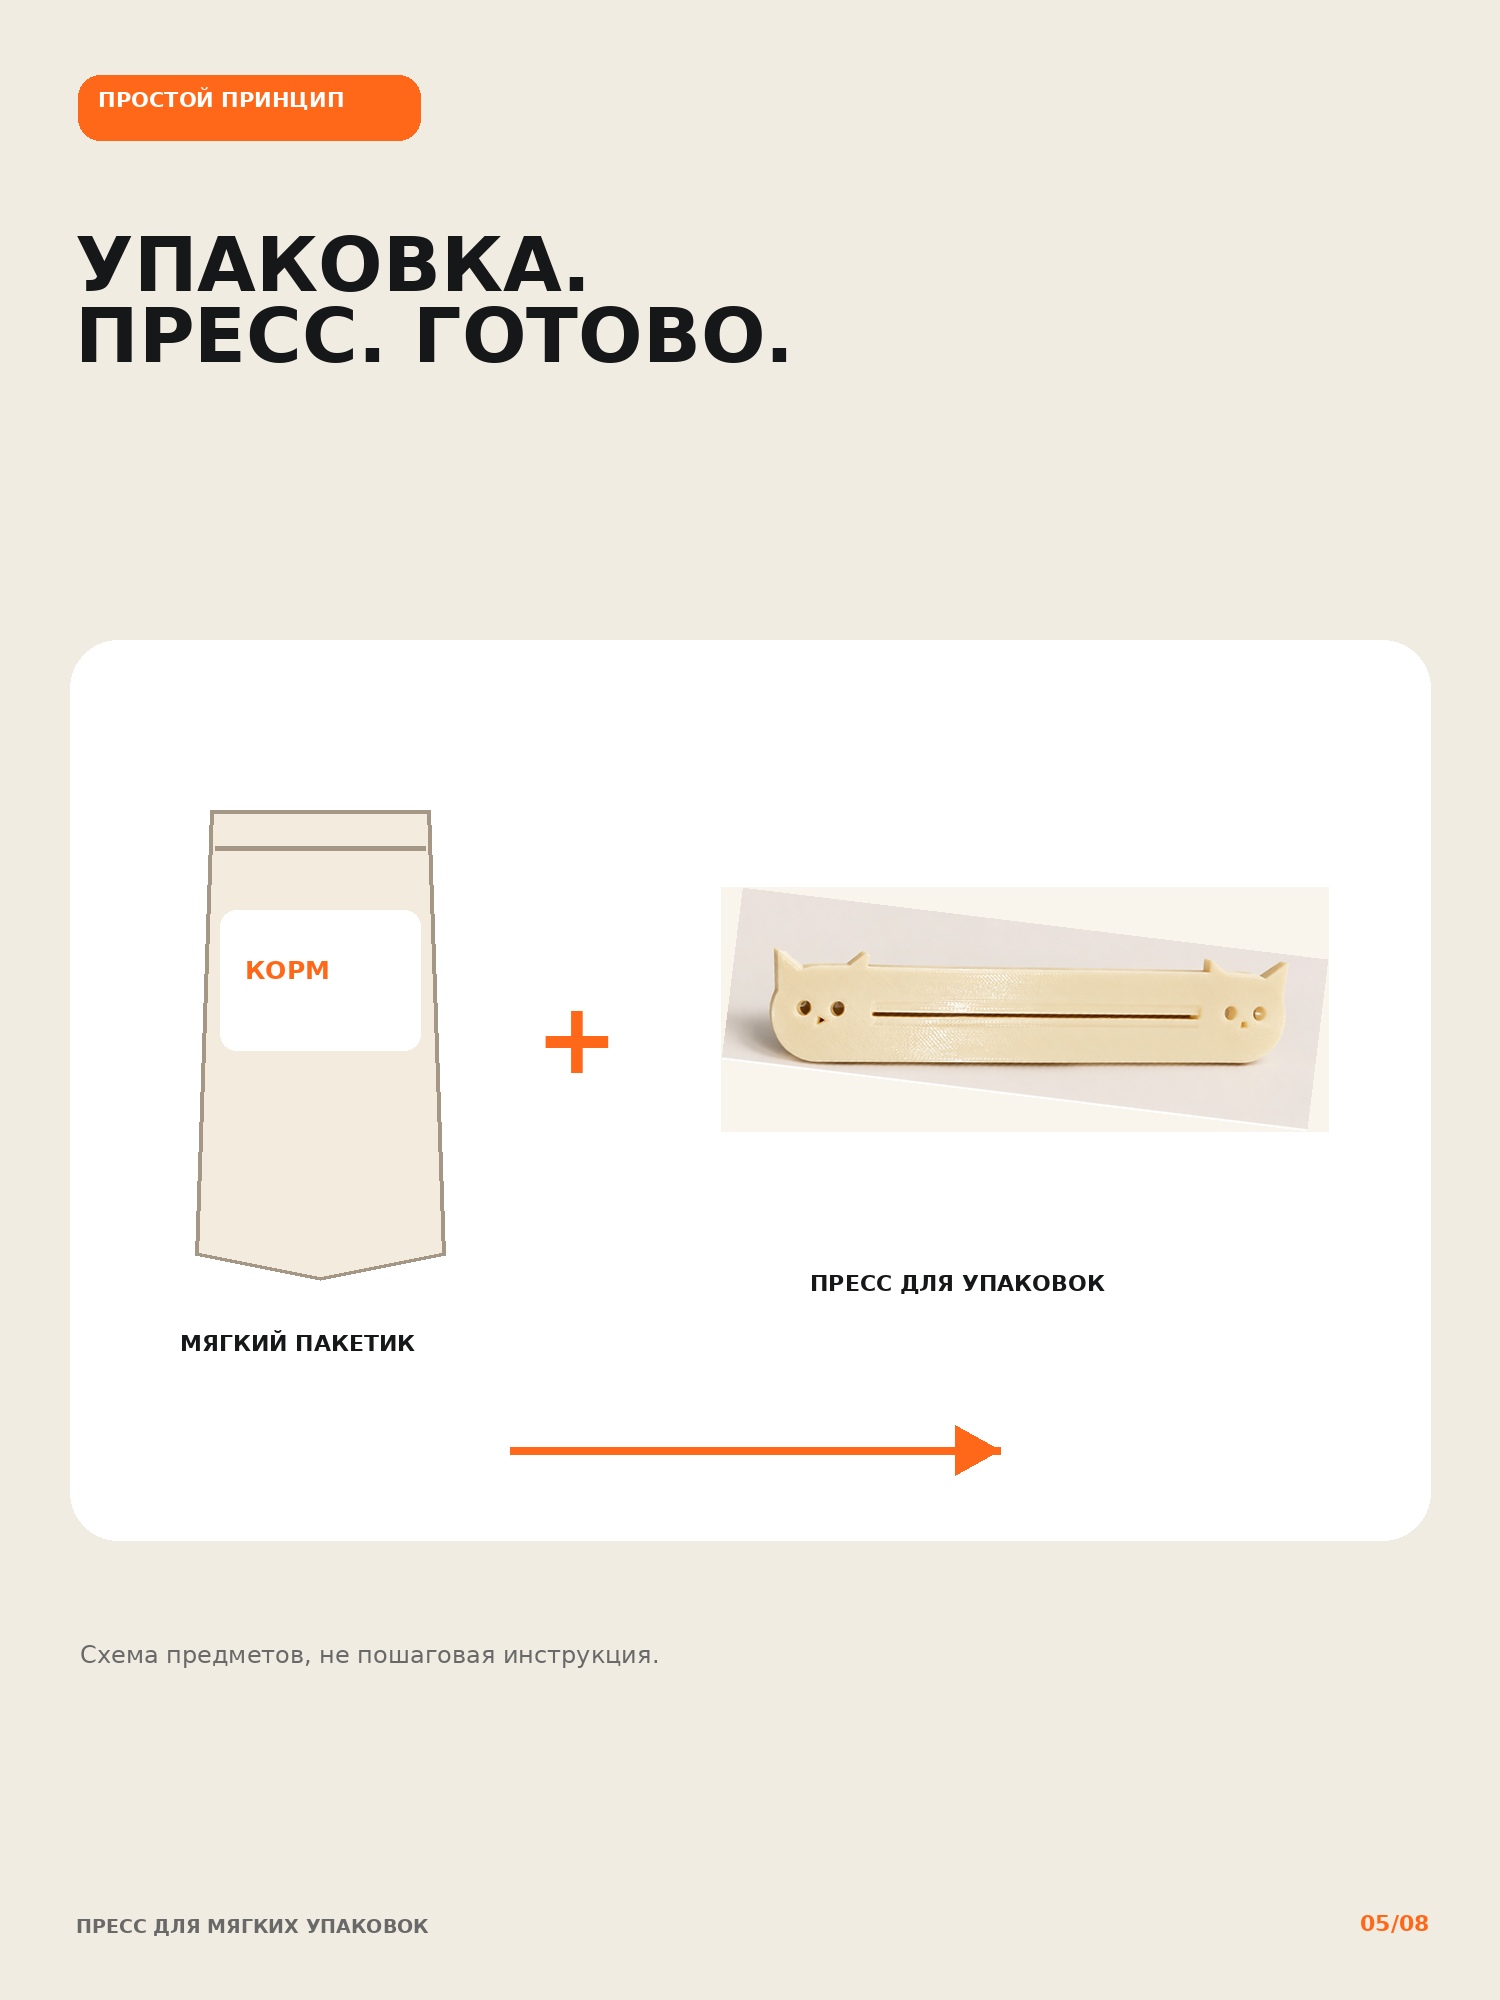 ПРОСТОЙ ПРИНЦИП
УПАКОВКА.
ПРЕСС. ГОТОВО.
КОРМ
+
ПРЕСС ДЛЯ УПАКОВОК
МЯГКИЙ ПАКЕТИК
Схема предметов, не пошаговая инструкция.
ПРЕСС ДЛЯ МЯГКИХ УПАКОВОК
05/08